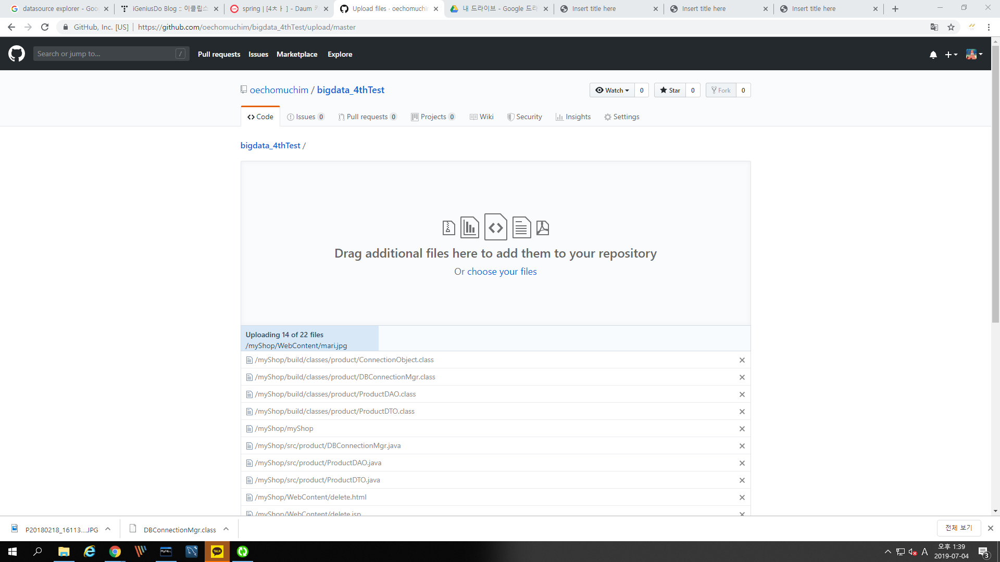 datasource explorer - Goo
iGeniusDo Blog :: 이클립스
spring | [4ㅊㅏ] - Daum 카
Upload files · oechomuchim
내 드라이브 - Google 드라
Insert title here
Insert title here
Insert title here
GitHub, Inc. [US] | https://github.com/oechomuchim/bigdata_4thTest/upload/master
Search or jump to... /
Pull requests Issues Marketplace Explore
oechomuchim / bigdata_4thTest
Watch 0 Star 0 Fork 0
Code Issues 0 Pull requests 0 Projects 0 Wiki Security Insights Settings
bigdata_4thTest /
Drag additional files here to add them to your repository
Or choose your files
Uploading 14 of 22 files
/myShop/WebContent/mari.jpg
/myShop/build/classes/product/ConnectionObject.class
/myShop/build/classes/product/DBConnectionMgr.class
/myShop/build/classes/product/ProductDAO.class
/myShop/build/classes/product/ProductDTO.class
/myShop/myShop
/myShop/src/product/DBConnectionMgr.java
/myShop/src/product/ProductDAO.java
/myShop/src/product/ProductDTO.java
/myShop/WebContent/delete.html
/myShop/WebContent/delete.jsp
P20180218_16113....JPG
DBConnectionMgr.class
전체 보기
TALK
A
오후 1:39
2019-07-04
3